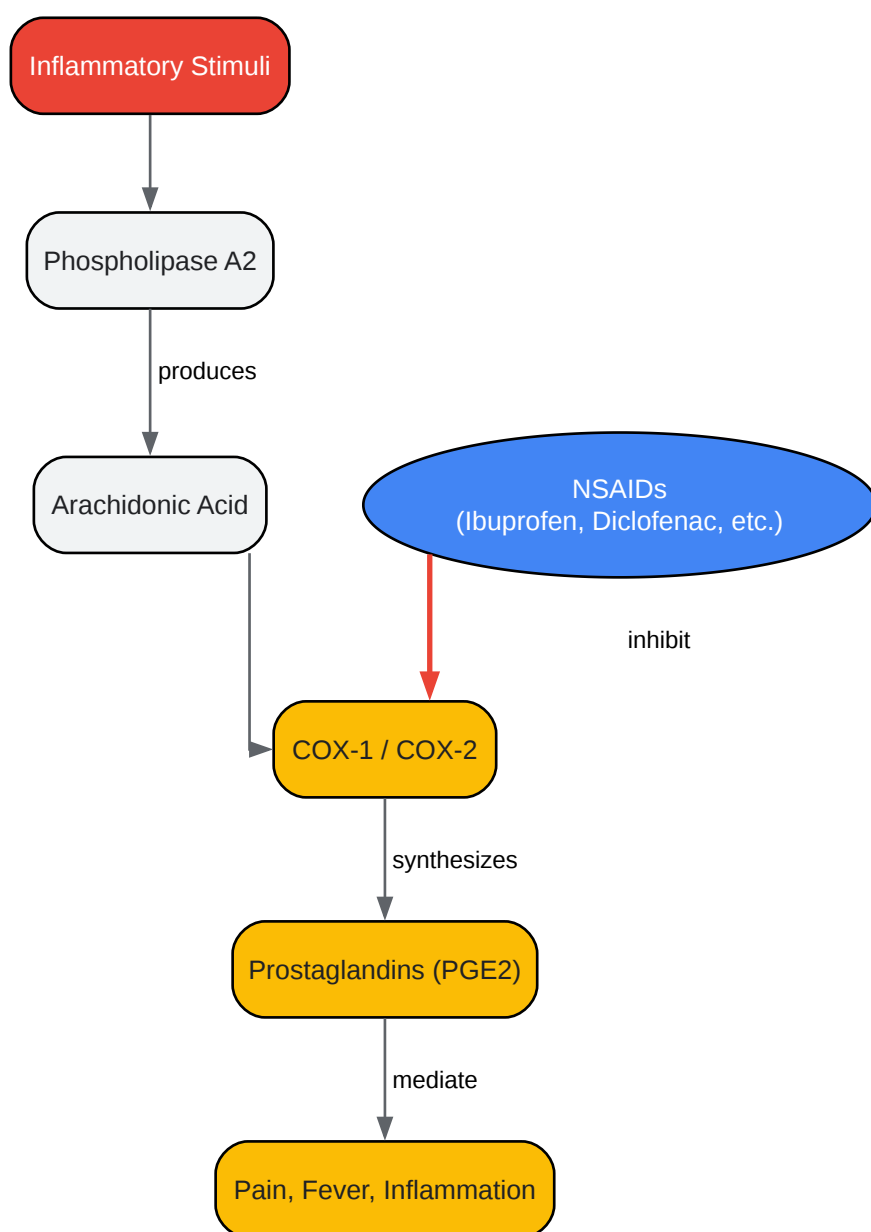 Inflammatory Stimuli
Phospholipase A2
produces
Arachidonic Acid
NSAIDs
(Ibuprofen, Diclofenac, etc.)
inhibit
COX-1 / COX-2
synthesizes
Prostaglandins (PGE2)
mediate
Pain, Fever, Inflammation